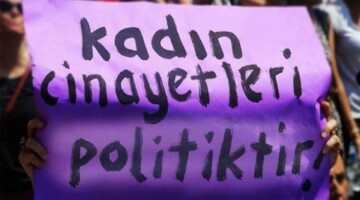 kadın
cinayetleri
politiktir!